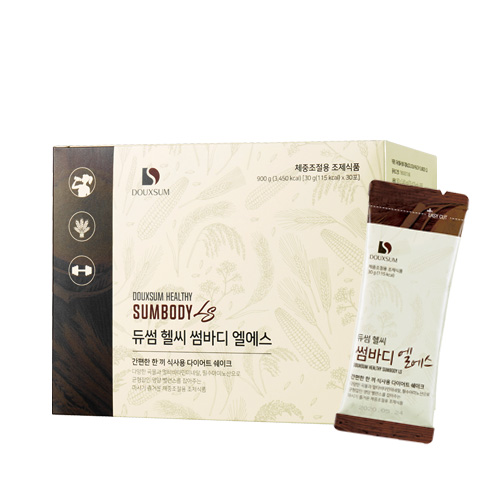 DOUXSUM
체중조절용 조제식품
900 g (3,450 kcal) [30 g(115 kcal) x 30포]
DOUXSUM HEALTHY
SUMBODY LS
듀썸 헬씨 썸바디 엘에스
간편한 한 끼 식사용 다이어트 쉐이크
EASY CUT
DOUXSUM
체중조절용 조제식품
30 g(115 kcal)
듀썸 헬씨
썸바디 엘에스
DOUXSUM HEALTHY SUMBODY LS
간편한 한 끼 식사용 다이어트 쉐이크